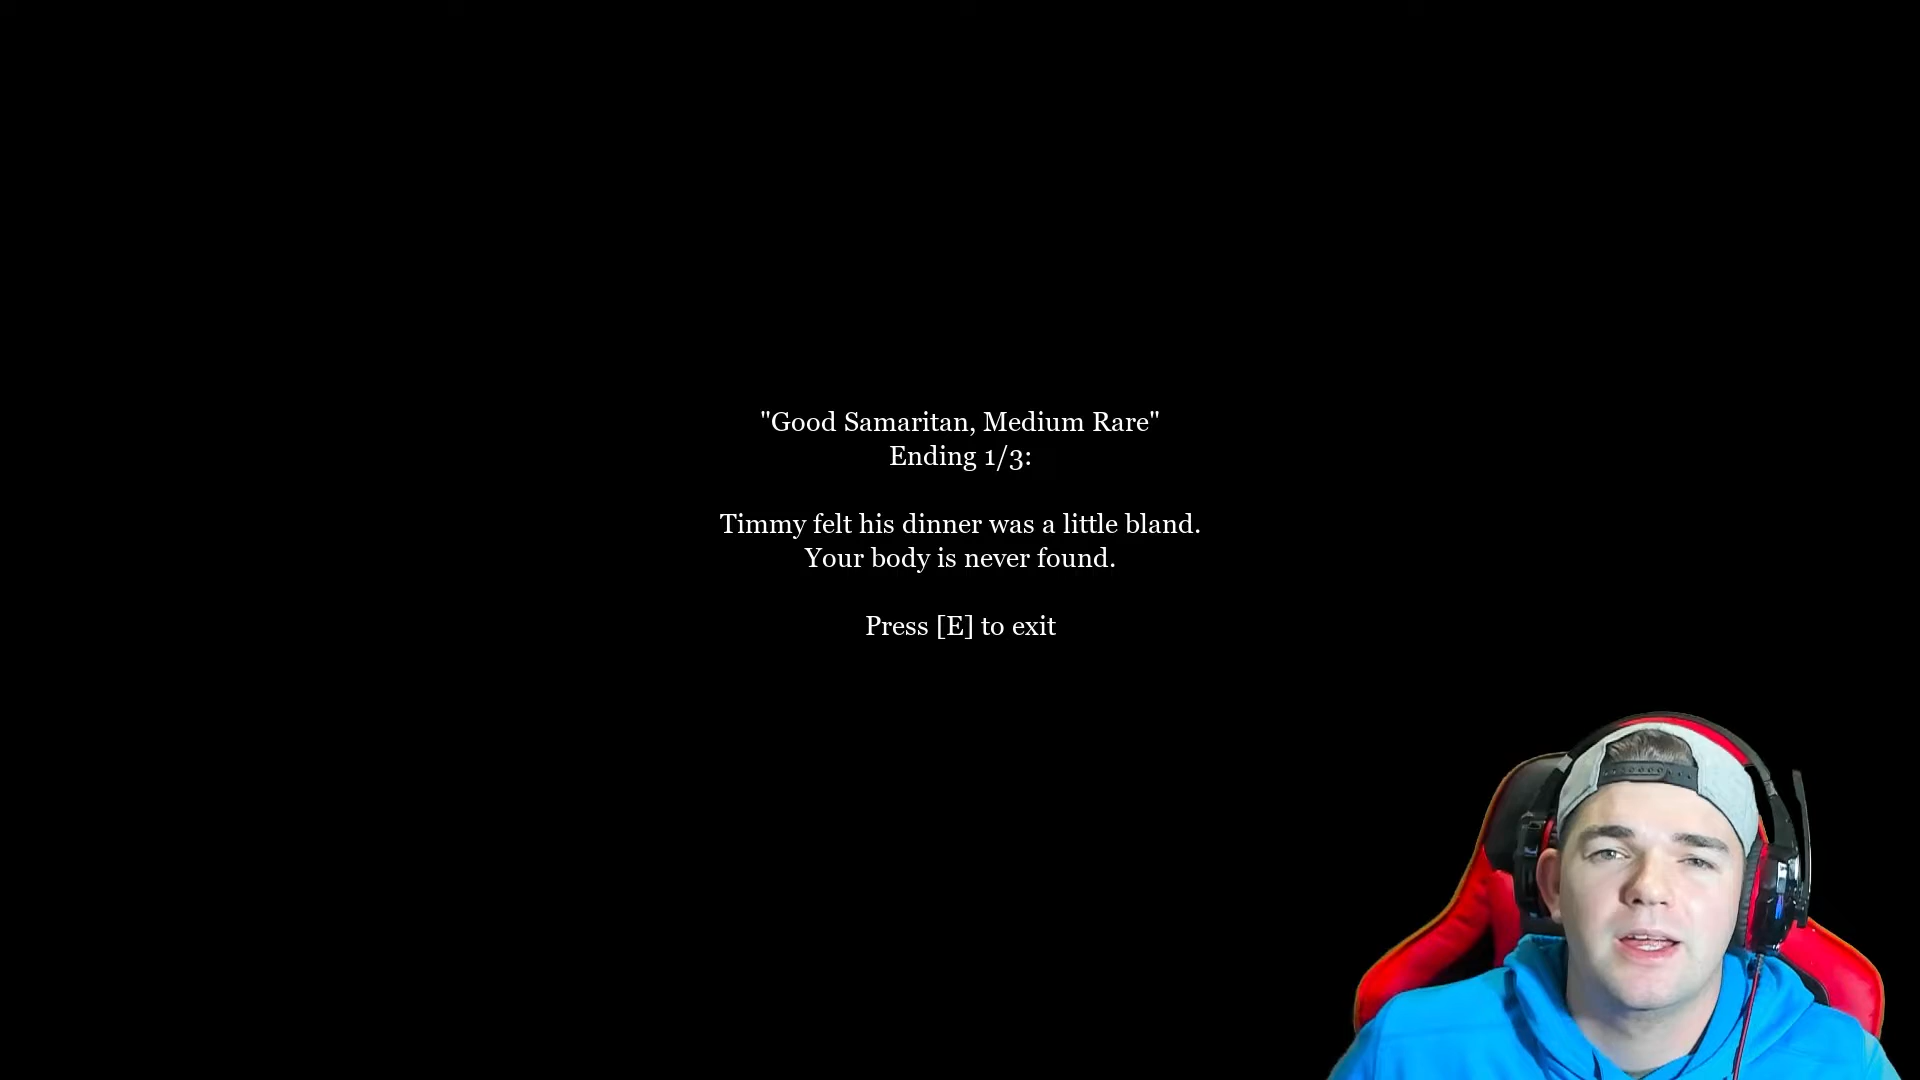 "Good Samaritan, Medium Rare"
Ending 1/3:
Timmy felt his dinner was a little bland.
Your body is never found.
Press [E] to exit